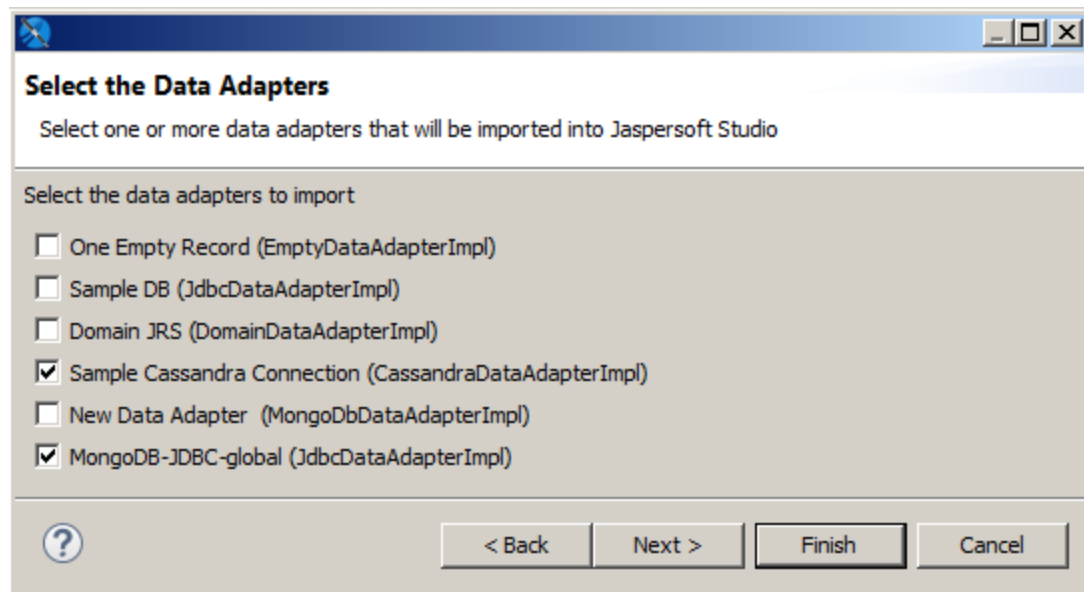 Select the Data Adapters
Select one or more data adapters that will be imported into Jaspersoft Studio
Select the data adapters to import
One Empty Record (EmptyDataAdapterImpl)
Sample DB (JdbcDataAdapterImpl)
Domain JRS (DomainDataAdapterImpl)
Sample Cassandra Connection (CassandraDataAdapterImpl)
New Data Adapter  (MongoDbDataAdapterImpl)
MongoDB-JDBC-global (JdbcDataAdapterImpl)
? < Back Next > Finish Cancel